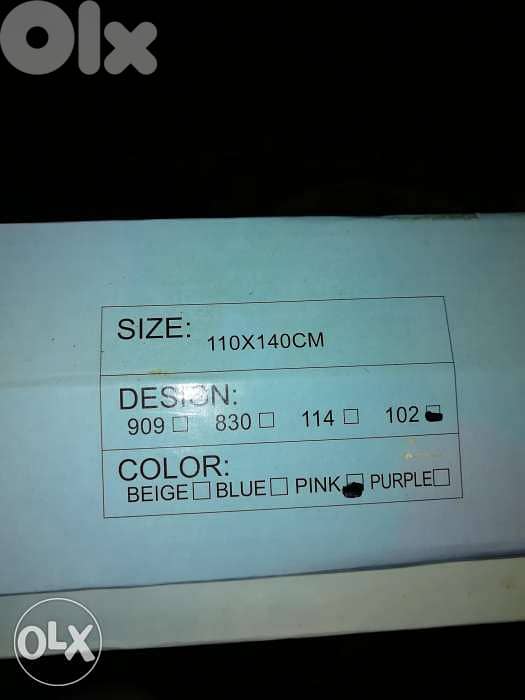 OLX
SIZE: 110X140CM
DESIGN:
909 830 114 102
COLOR:
BEIGE BLUE PINK PURPLE
OLX